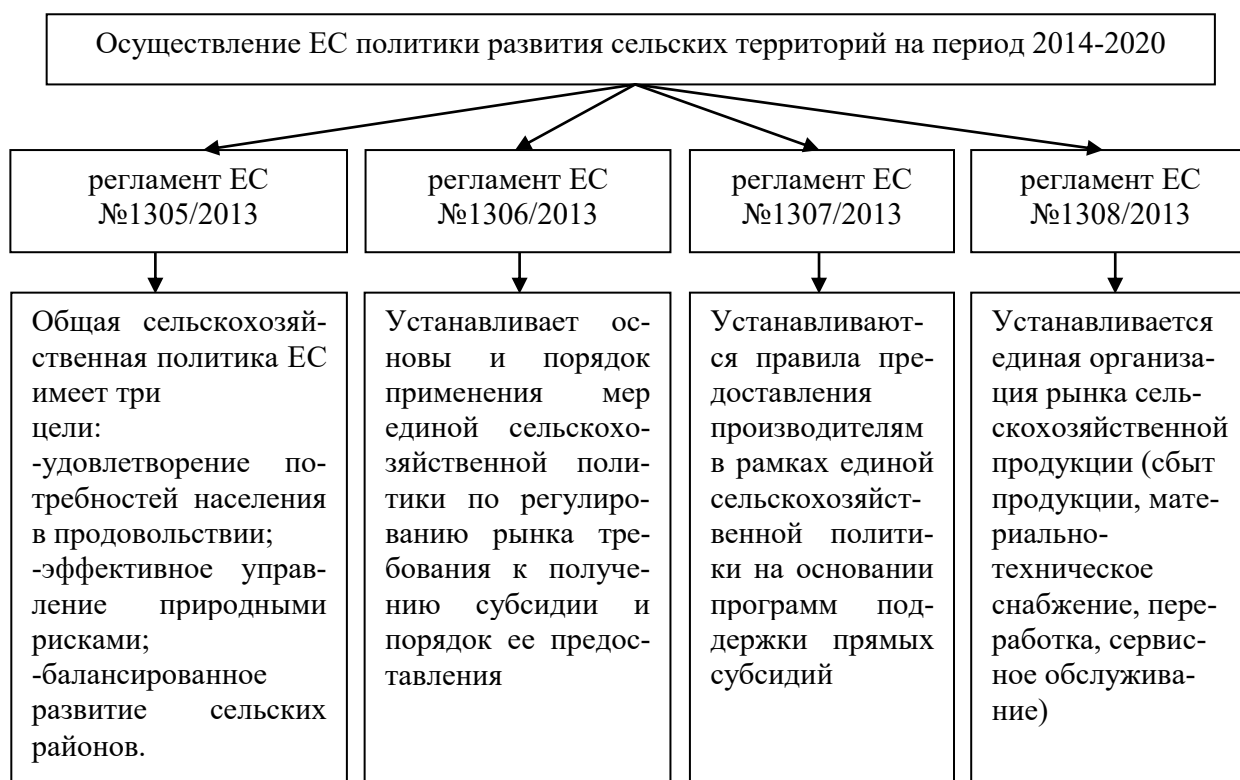 Осуществление ЕС политики развития сельских территорий на период 2014-2020
регламент ЕС
№1305/2013
регламент ЕС
№1306/2013
регламент ЕС
№1307/2013
регламент ЕС
№1308/2013
Общая сельскохозяй-
ственная политика ЕС
имеет три
цели:
-удовлетворение по-
требностей населения
в продовольствии;
-эффективное управ-
ление природными
рисками;
-балансированное
развитие сельских
районов.
Устанавливает ос-
новы и порядок
применения мер
единой сельскохо-
зяйственной поли-
тики по регулиро-
ванию рынка тре-
бования к получе-
нию субсидии и
порядок ее предос-
тавления
Устанавливают-
ся правила пре-
доставления
производителям
в рамках единой
сельскохозяйст-
венной полити-
ки на основании
программ под-
держки прямых
субсидий
Устанавливается
единая организа-
ция рынка сель-
скохозяйственной
продукции (сбыт
продукции, мате-
риально-
техническое
снабжение, пере-
работка, сервис-
ное обслужива-
ние)